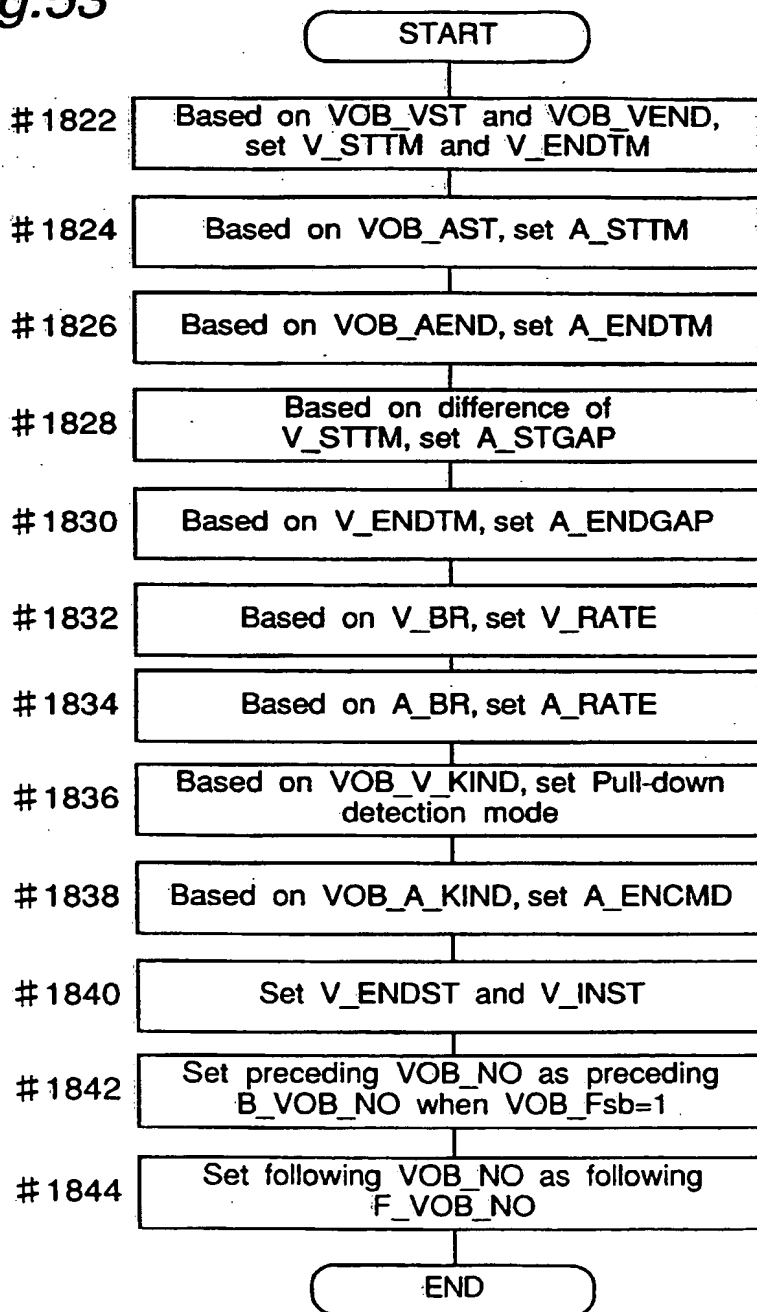 g.53
START
#1822 Based on VOB_VST and VOB_VEND,
set V_STTM and V_ENDTM
#1824 Based on VOB_AST, set A_STTM
#1826 Based on VOB_AEND, set A_ENDTM
#1828 Based on difference of
V_STTM, set A_STGAP
#1830 Based on V_ENDTM, set A_ENDGAP
#1832 Based on V_BR, set V_RATE
#1834 Based on A_BR, set A_RATE
#1836 Based on VOB_V_KIND, set Pull-down
detection mode
#1838 Based on VOB_A_KIND, set A_ENCMD
#1840 Set V_ENDST and V_INST
#1842 Set preceding VOB_NO as preceding
B_VOB_NO when VOB_Fsb=1
#1844 Set following VOB_NO as following
F_VOB_NO
END